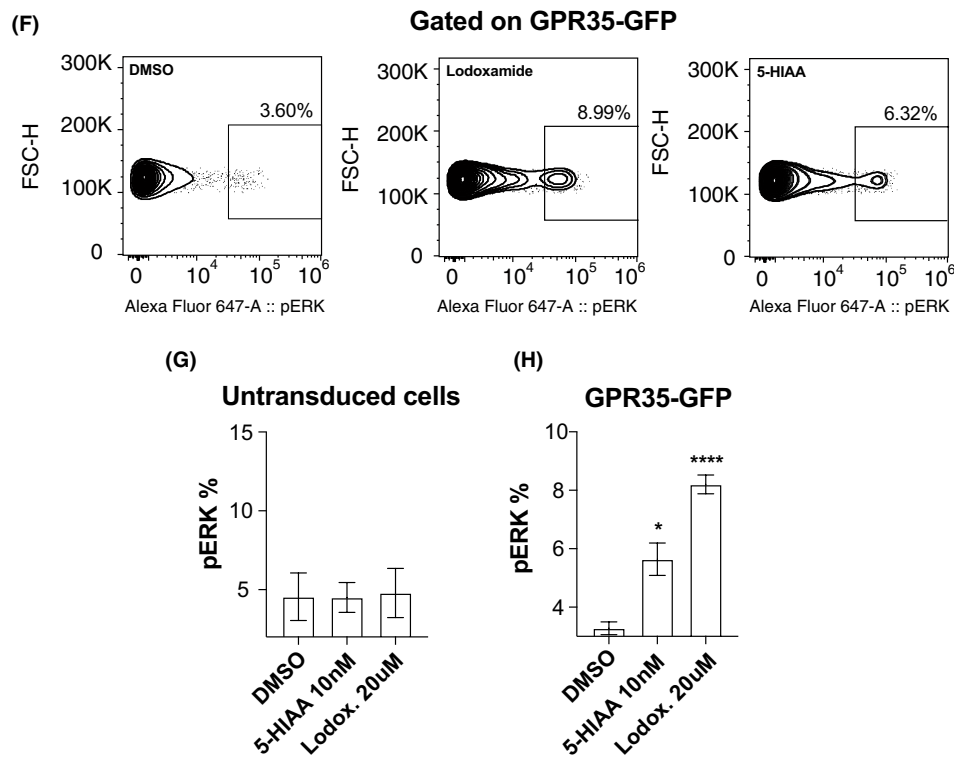 (F)
Gated on GPR35-GFP
DMSO
3.60%
300K
200K
100K
0
FSC-H
0 10^4 10^5 10^6
Alexa Fluor 647-A :: pERK
Lodoxamide
8.99%
300K
200K
100K
0
FSC-H
0 10^4 10^5 10^6
Alexa Fluor 647-A :: pERK
5-HIAA
6.32%
300K
200K
100K
0
FSC-H
0 10^4 10^5 10^6
Alexa Fluor 647-A :: pERK
(G)
Untransduced cells
15
10
5
pERK %
DMSO
5-HIAA 10nM
Lodox. 20uM
(H)
GPR35-GFP
10
8
6
4
pERK %
*
****
DMSO
5-HIAA 10nM
Lodox. 20uM